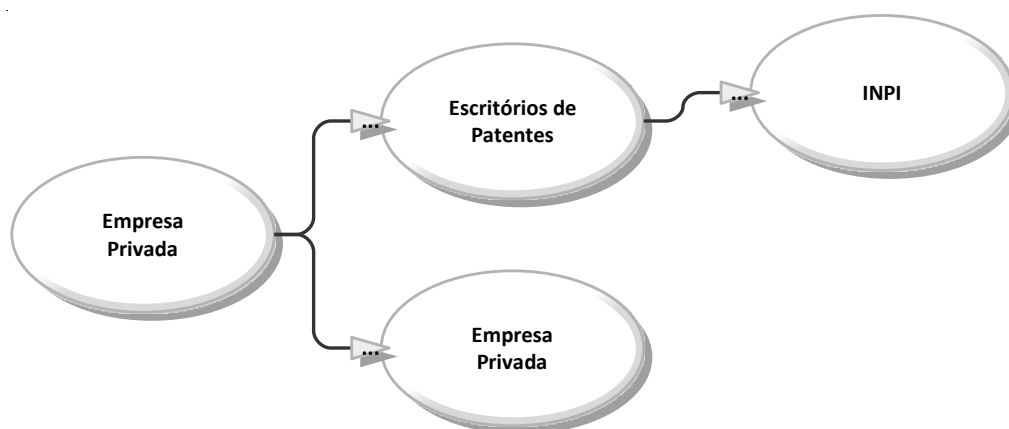 INPI
Escritórios de
Patentes
Empresa
Privada
Empresa
Privada
...
...
...